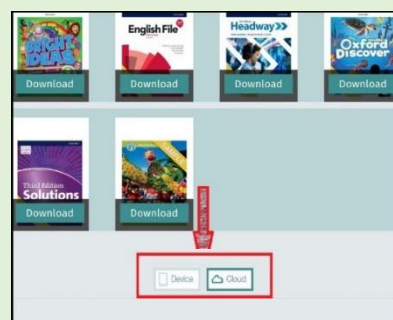 BRIGHT
IDEAS
English File
Headway
Oxford
Discover
Download
Download
Download
Download
Third Edition
Solutions
Download
Download
Device
Cloud